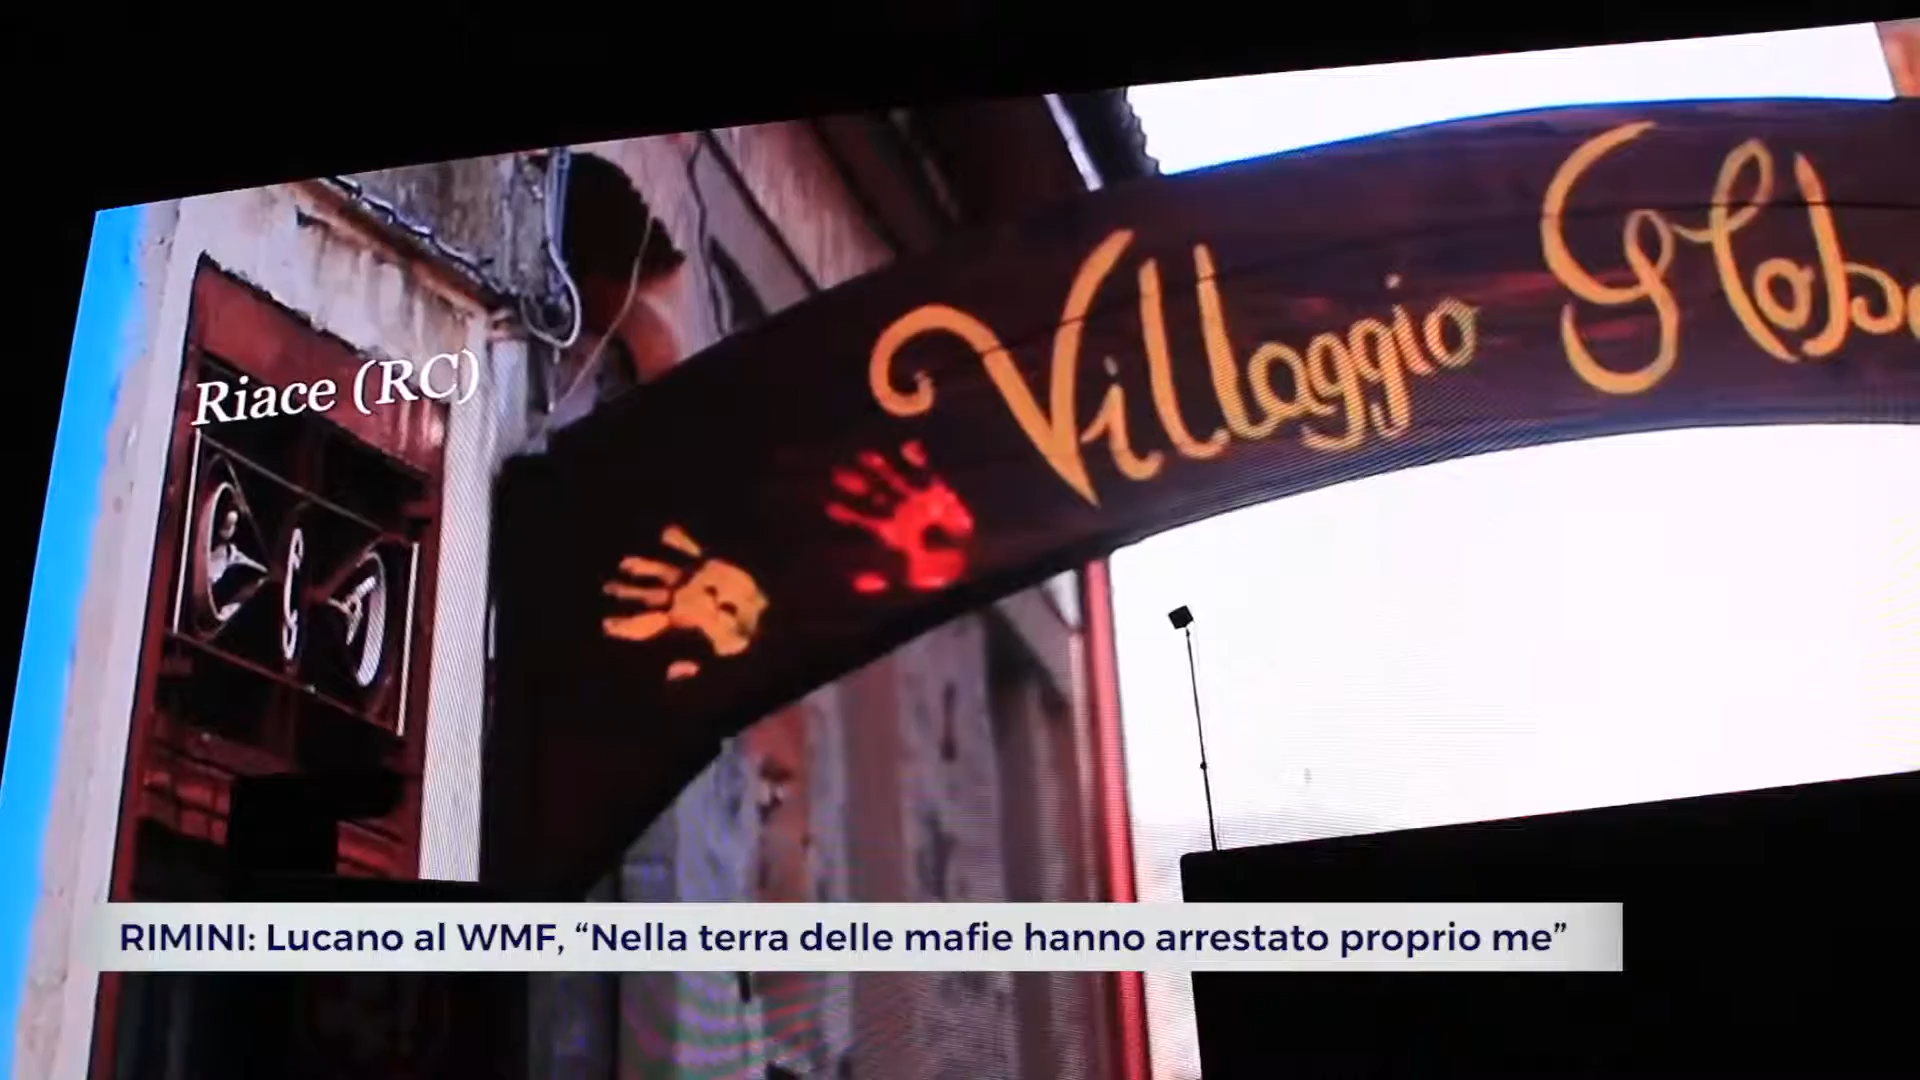 Riace (RC)
Villaggio
RIMINI: Lucano al WMF, “Nella terra delle mafie hanno arrestato proprio me”